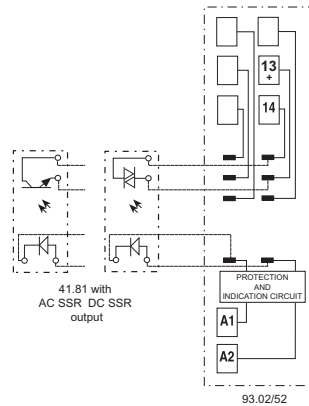 13
+
14
41.81 with
AC SSR DC SSR
output
PROTECTION
AND
INDICATION CIRCUIT
A1
A2
93.02/52